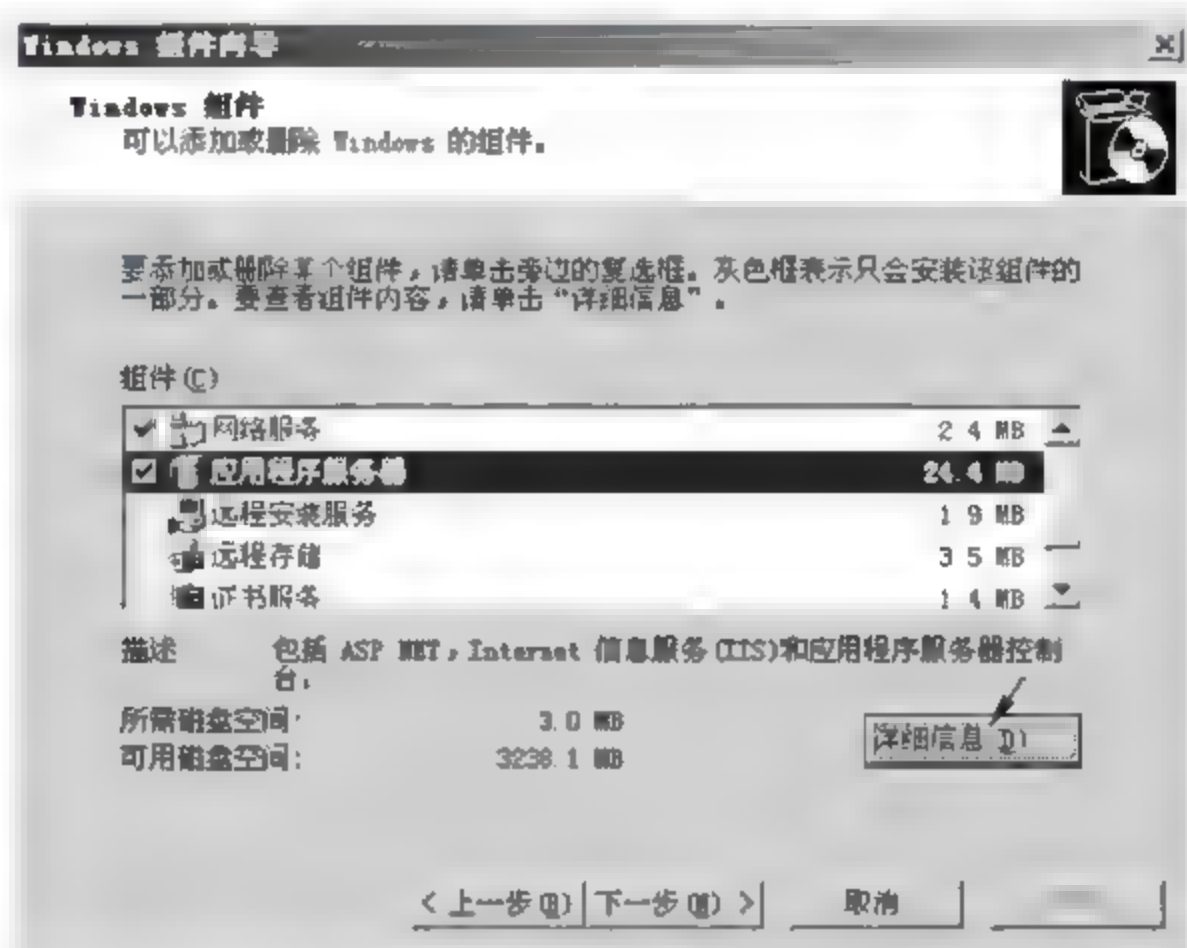 Windows 组件向导
Windows 组件
可以添加或删除 Windows 的组件。
要添加或删除某个组件，请单击旁边的复选框。灰色框表示只会安装该组件的
一部分。要查看组件内容，请单击“详细信息”。
组件(C)
网络服务 2 4 MB
应用程序服务器 24.4 MB
远程安装服务 1 9 MB
远程存储 3 5 MB
证书服务 1 4 MB
描述 包括 ASP NET，Internet 信息服务(IIS)和应用程序服务器控制
台。
所需磁盘空间： 3.0 MB
详细信息 D)
可用磁盘空间： 3238 1 MB
< 上一步(B) 下一步(N) > 取消